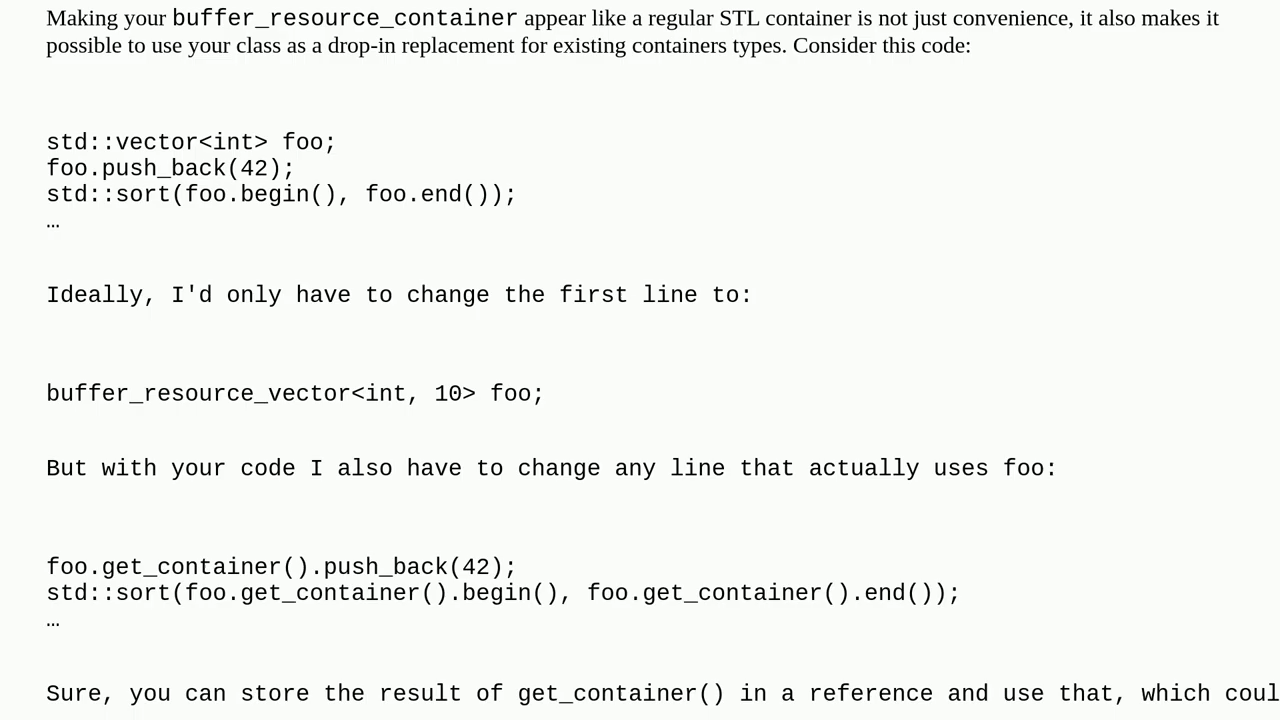 Making your buffer_resource_container appear like a regular STL container is not just convenience, it also makes it
possible to use your class as a drop-in replacement for existing containers types. Consider this code:
std::vector<int> foo;
foo.push_back(42);
std::sort(foo.begin(), foo.end());
…
Ideally, I'd only have to change the first line to:
buffer_resource_vector<int, 10> foo;
But with your code I also have to change any line that actually uses foo:
foo.get_container().push_back(42);
std::sort(foo.get_container().begin(), foo.get_container().end());
…
Sure, you can store the result of get_container() in a reference and use that, which